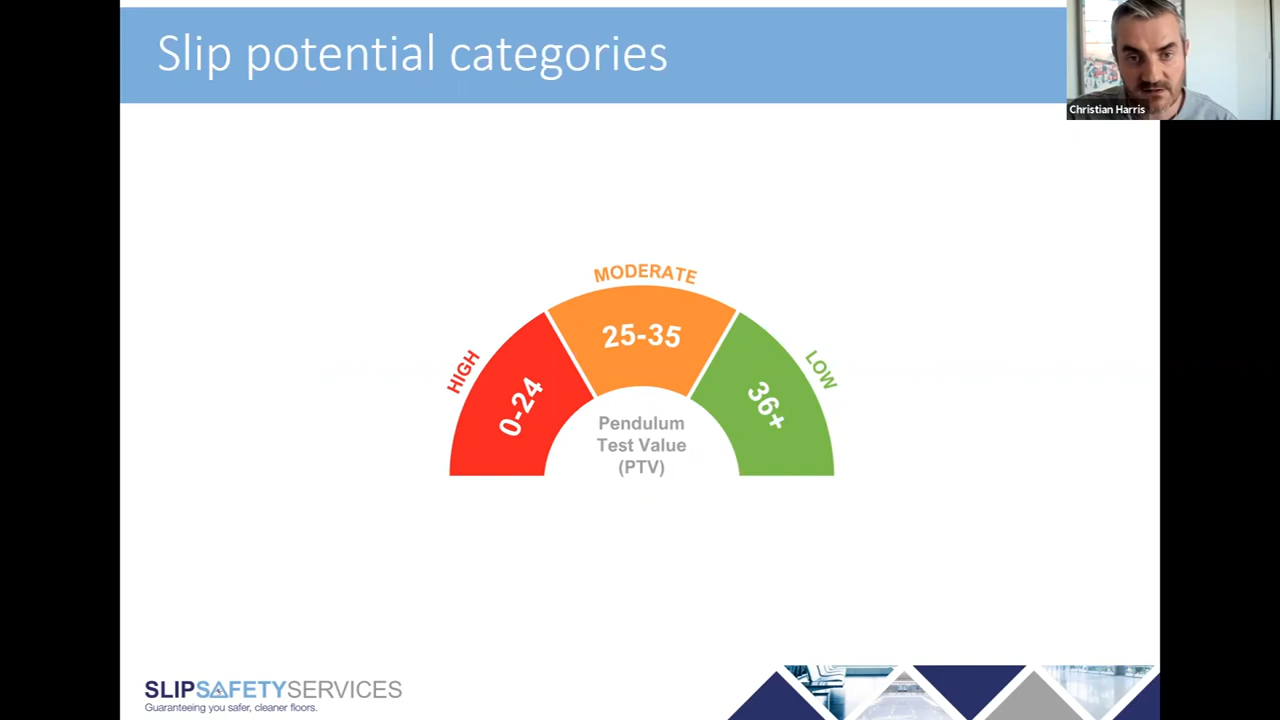 Slip potential categories
Christian Harris
MODERATE
25-35
HIGH
0-24
LOW
36+
Pendulum
Test Value
(PTV)
SLIPSAFETYSERVICES
Guaranteeing you safer, cleaner floors.